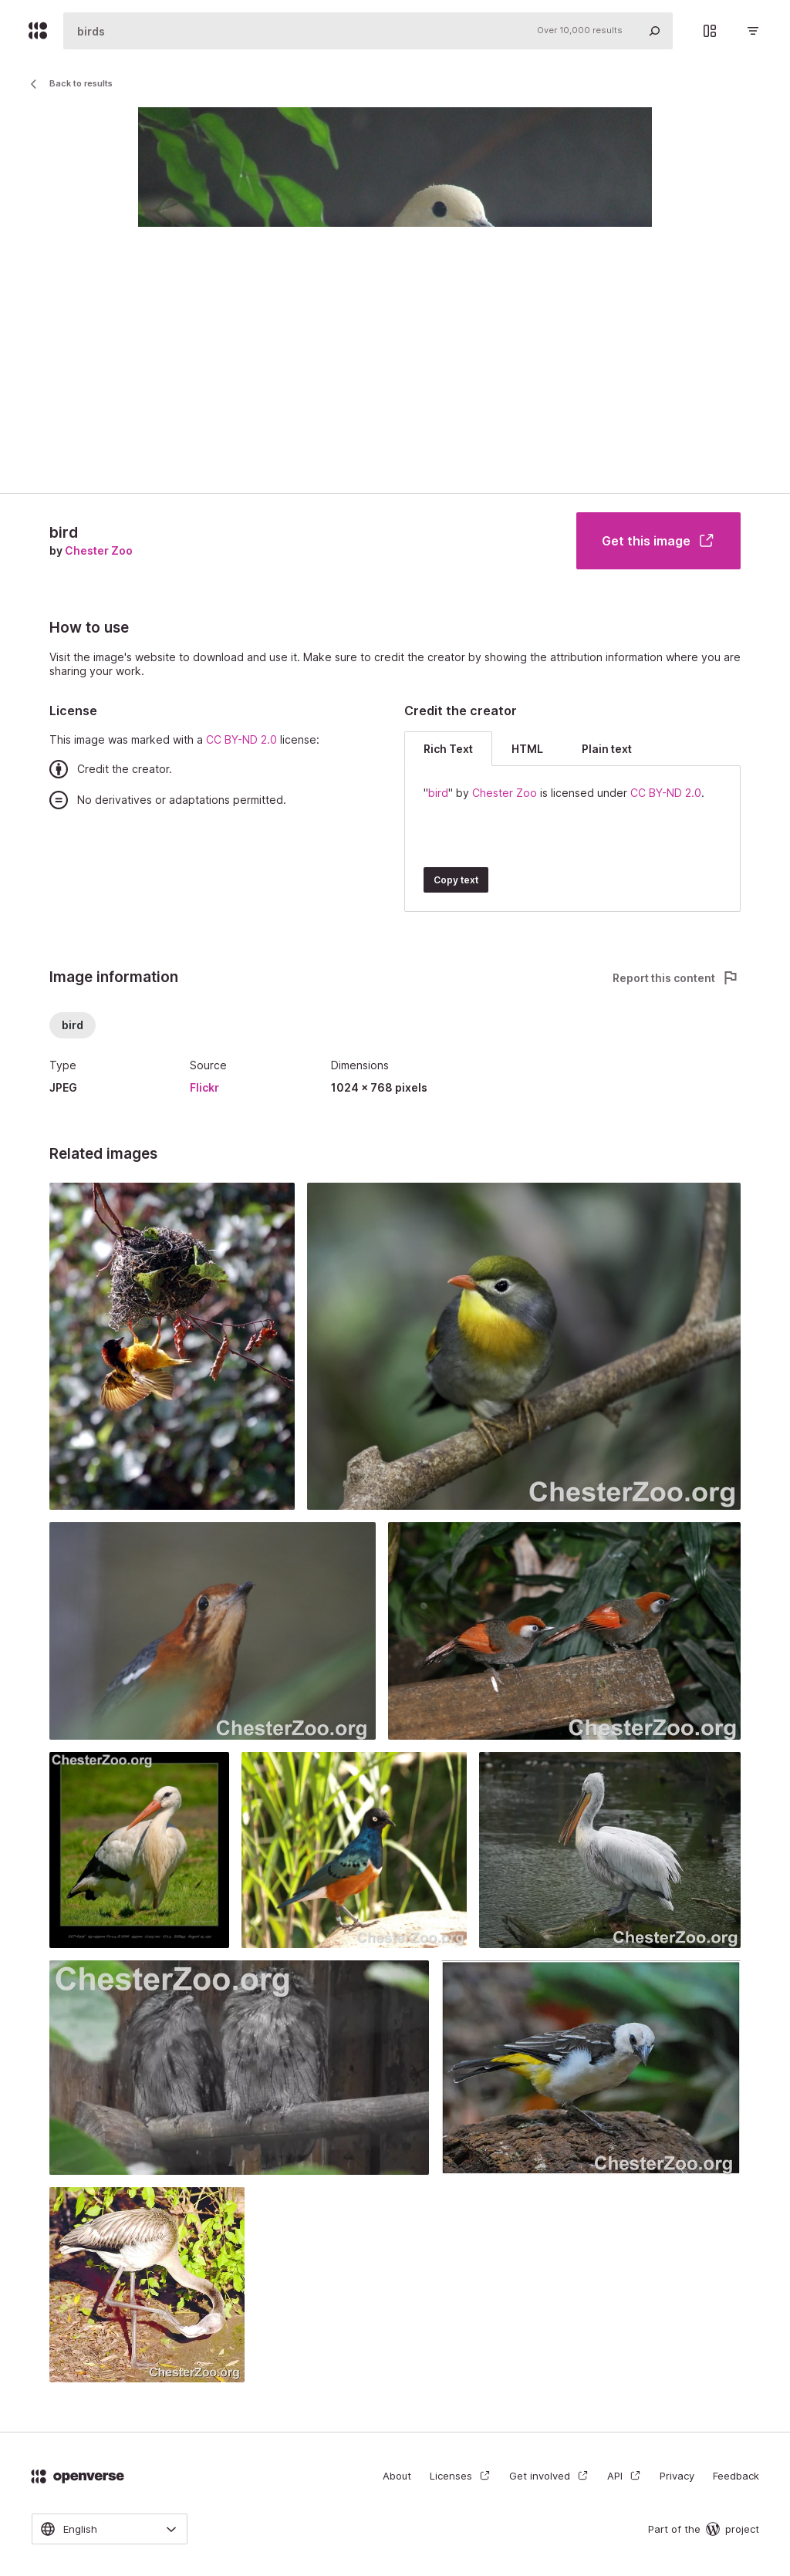 birds
Over 10,000 results
Back to results
bird
by Chester Zoo
Get this image
How to use
Visit the image's website to download and use it. Make sure to credit the creator by showing the attribution information where you are
sharing your work.
License
This image was marked with a CC BY-ND 2.0 license:
Credit the creator.
No derivatives or adaptations permitted.
Credit the creator
Rich Text
HTML
Plain text
"bird" by Chester Zoo is licensed under CC BY-ND 2.0.
Copy text
Image information
Report this content
bird
Type
JPEG
Source
Flickr
Dimensions
1024 × 768 pixels
Related images
ChesterZoo.org
ChesterZoo.org
ChesterZoo.org
ChesterZoo.org
ChesterZoo.org
ChesterZoo.org
ChesterZoo.org
ChesterZoo.org
ChesterZoo.org
openverse
About
Licenses
Get involved
API
Privacy
Feedback
English
Part of the
project